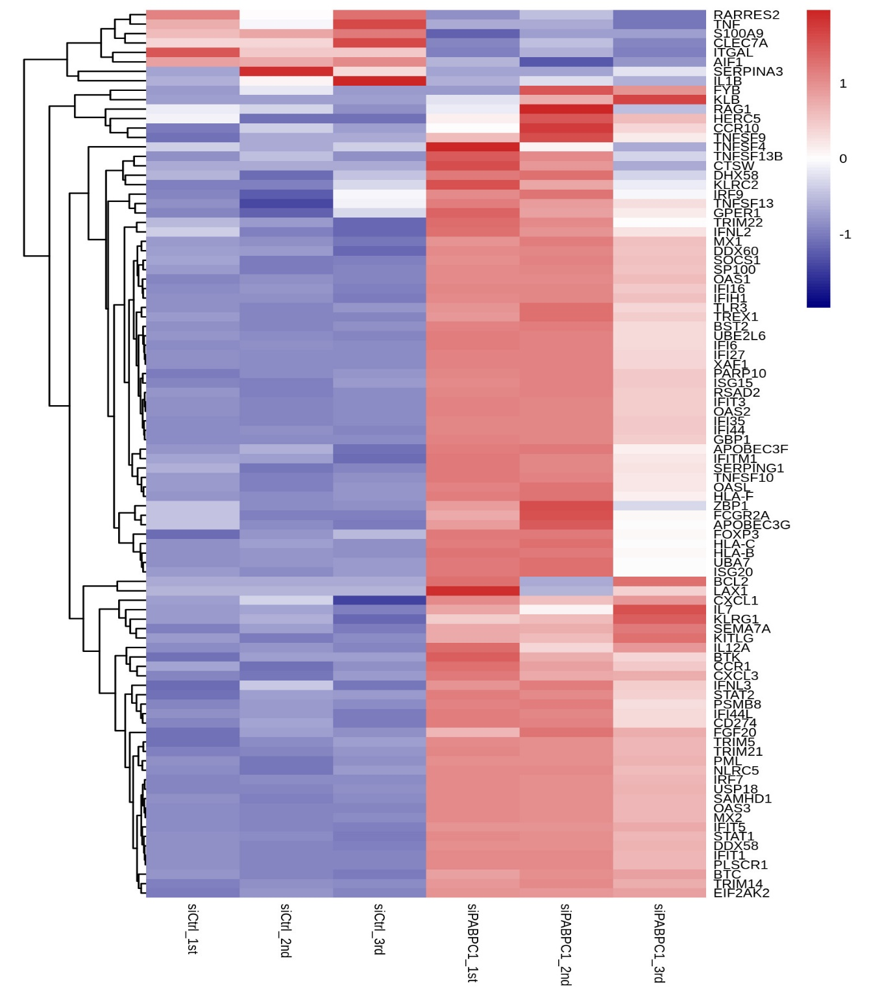 RARRES2
TNF
S100A9
CLEC7A
ITGAL
AIF1
SERPINA3
IL1B
FYB
KLB
RAG1
HERC5
CCR10
TNFSF9
TNFSF4
TNFSF13B
CTSW
DHX58
KLRC2
IRF9
TNFSF13
GPER1
TRIM22
IFNL2
MX1
DDX60
SOCS1
SP100
OAS1
IFI16
IFIH1
TLR3
TREX1
BST2
UBE2L6
IFI6
IFI27
XAF1
PARP10
ISG15
RSAD2
IFIT3
OAS2
IFI35
IFI44
GBP1
APOBEC3F
IFITM1
SERPING1
TNFSF10
OASL
HLA-F
ZBP1
FCGR2A
APOBEC3G
FOXP3
HLA-C
HLA-B
UBA7
ISG20
BCL2
LAX1
CXCL1
IL7
KLRG1
SEMA7A
KITLG
IL12A
BTK
CCR1
CXCL3
IFNL3
STAT2
PSMB8
IFI44L
CD274
FGF20
TRIM5
TRIM21
PML
NLRC5
IRF7
USP18
SAMHD1
OAS3
MX2
IFIT5
STAT1
DDX58
IFIT1
PLSCR1
BTC
TRIM14
EIF2AK2
1
0
-1
siCtrl_1st
siCtrl_2nd
siCtrl_3rd
siPABPC1_1st
siPABPC1_2nd
siPABPC1_3rd